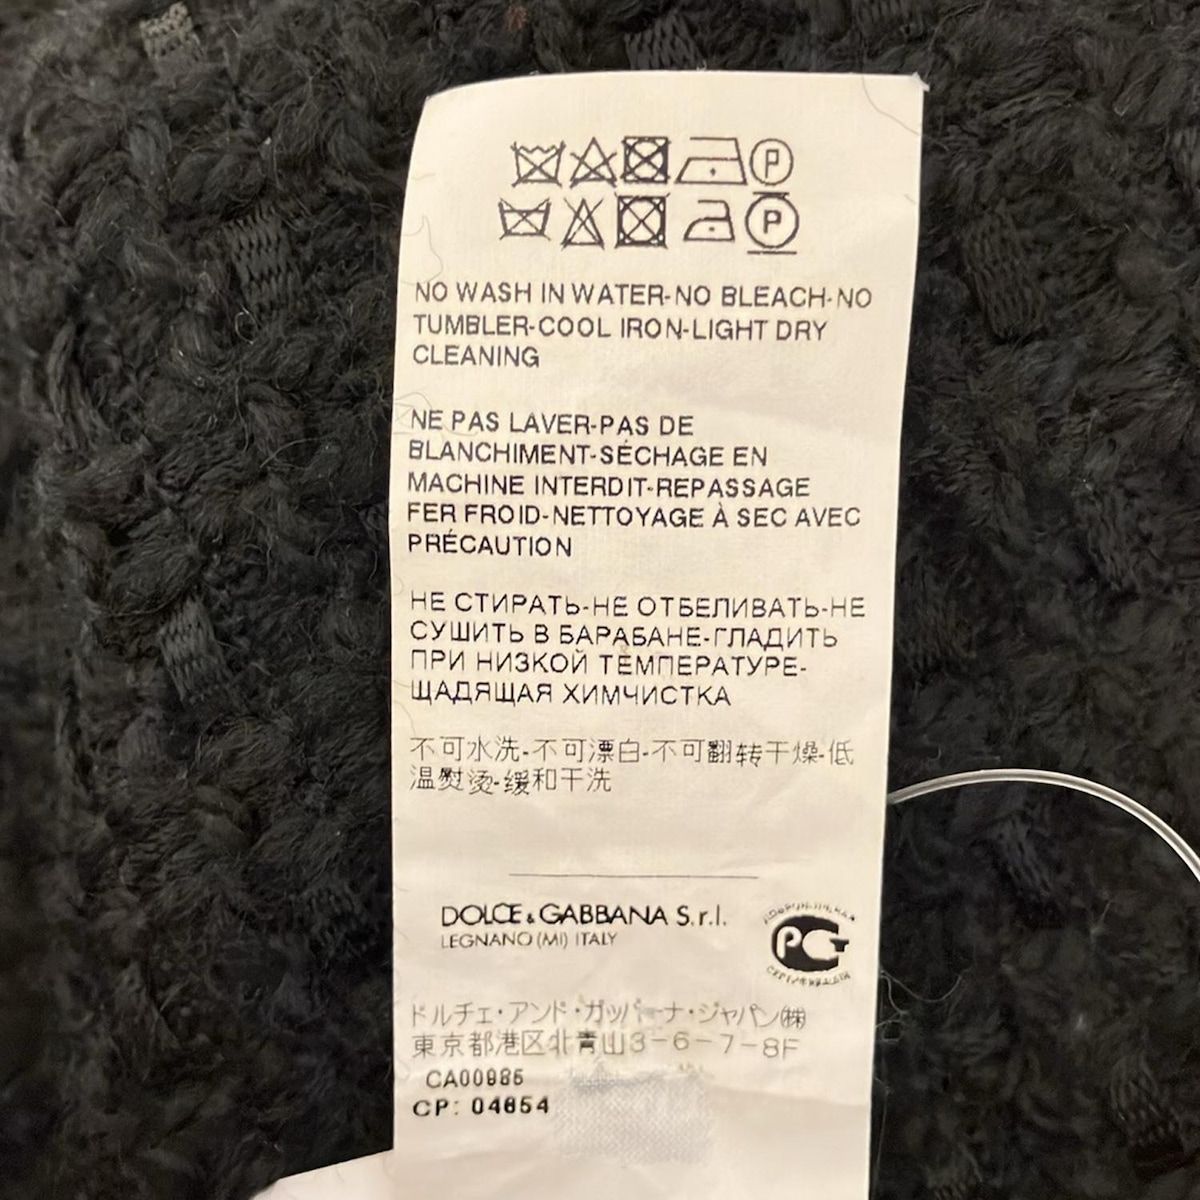 P
P
NO WASH IN WATER-NO BLEACH-NO
TUMBLER-COOL IRON-LIGHT DRY
CLEANING
NE PAS LAVER-PAS DE
BLANCHIMENT-SÉCHAGE EN
MACHINE INTERDIT-REPASSAGE
FER FROID-NETTOYAGE À SEC AVEC
PRÉCAUTION
НЕ СТИРАТЬ-НЕ ОТБЕЛИВАТЬ-НЕ
СУШИТЬ В БАРАБАНЕ-ГЛАДИТЬ
ПРИ НИЗКОЙ ТЕМПЕРАТУРЕ-
ЩАДЯЩАЯ ХИМЧИСТКА
不可水洗-不可漂白-不可翻转干燥-低
温熨烫-缓和干洗
DOLCE & GABBANA S.r.l.
LEGNANO (MI) ITALY
ドルチェ・アンド・ガッバーナ・ジャパン㈱
東京都港区北青山3-6-7-8F
CP: 04654